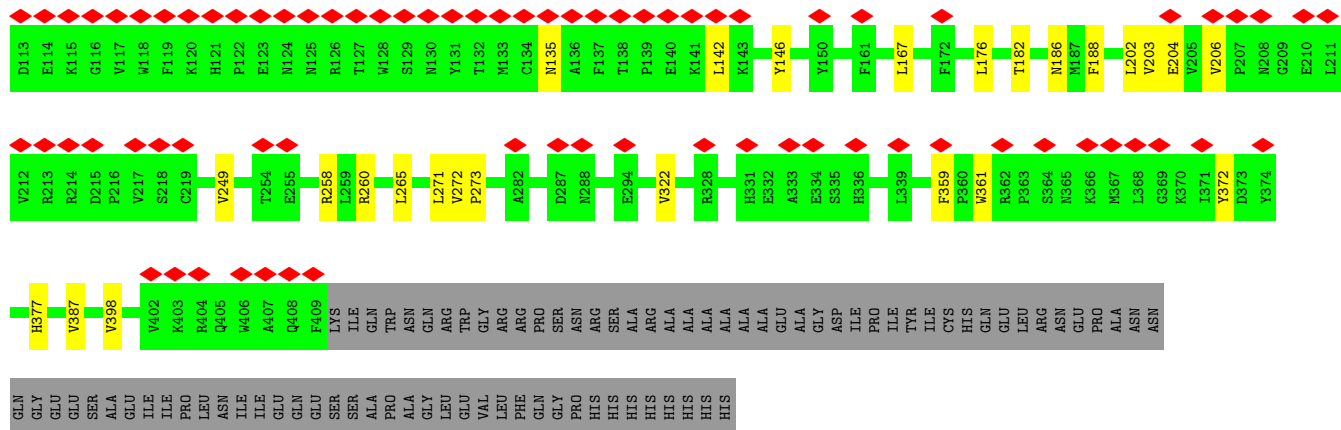 D113 E114 K115 G116 V117 W118 F119 K120 H121 P122 E123 N124 N125 R126 T127 W128 S129 N130 Y131 T132 M133 C134 N135 A136 F137 T138 P139 E140 K141 L142 K143 Y146 Y150 F161 L167 F172 L176 T182 N186 M187 F188 L202 V203 E204 V205 V206 P207 N208 G209 E210 L211
V212 R213 R214 D215 P216 V217 S218 C219 V249 T254 E255 R258 L259 R260 L265 L271 V272 P273 A282 D287 N288 E294 V322 R328 H331 E332 A333 E334 S335 H336 L339 F359 P360 W361 R362 P363 S364 N365 K366 M367 L368 G369 K370 I371 Y372 D373 Y374
H377 V387 V398 V402 K403 R404 Q405 W406 A407 Q408 F409 LYS ILE GLN TRP ASN GLN ARG TRP GLY ARG ARG PRO SER ASN ARG SER ALA ARG ALA ALA ALA ALA ALA ALA GLU ALA GLY ASP ILE PRO ILE TYR ILE CYS HIS GLN GLU LEU ARG ASN GLU PRO ALA ASN ASN
GLN GLY GLU GLU SER ALA GLU ILE ILE PRO LEU ASN ILE ILE GLU GLN GLU SER SER ALA PRO ALA GLY LEU GLU VAL LEU PHE GLN GLY PRO HIS HIS HIS HIS HIS HIS HIS HIS